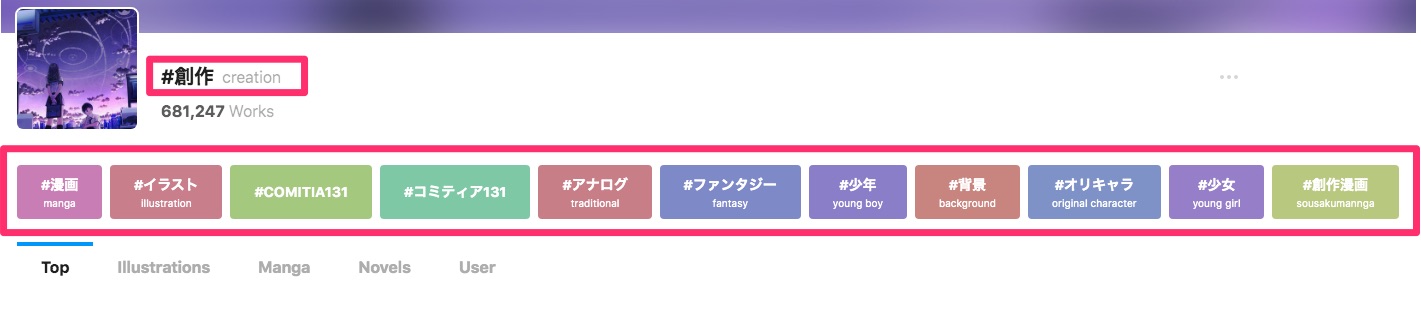 #創作 creation
681,247 Works
#漫画
manga
#イラスト
illustration
#COMITIA131
#コミティア131
#アナログ
traditional
#ファンタジー
fantasy
#少年
young boy
#背景
background
#オリキャラ
original character
#少女
young girl
#創作漫画
sousakumannga
Top Illustrations Manga Novels User